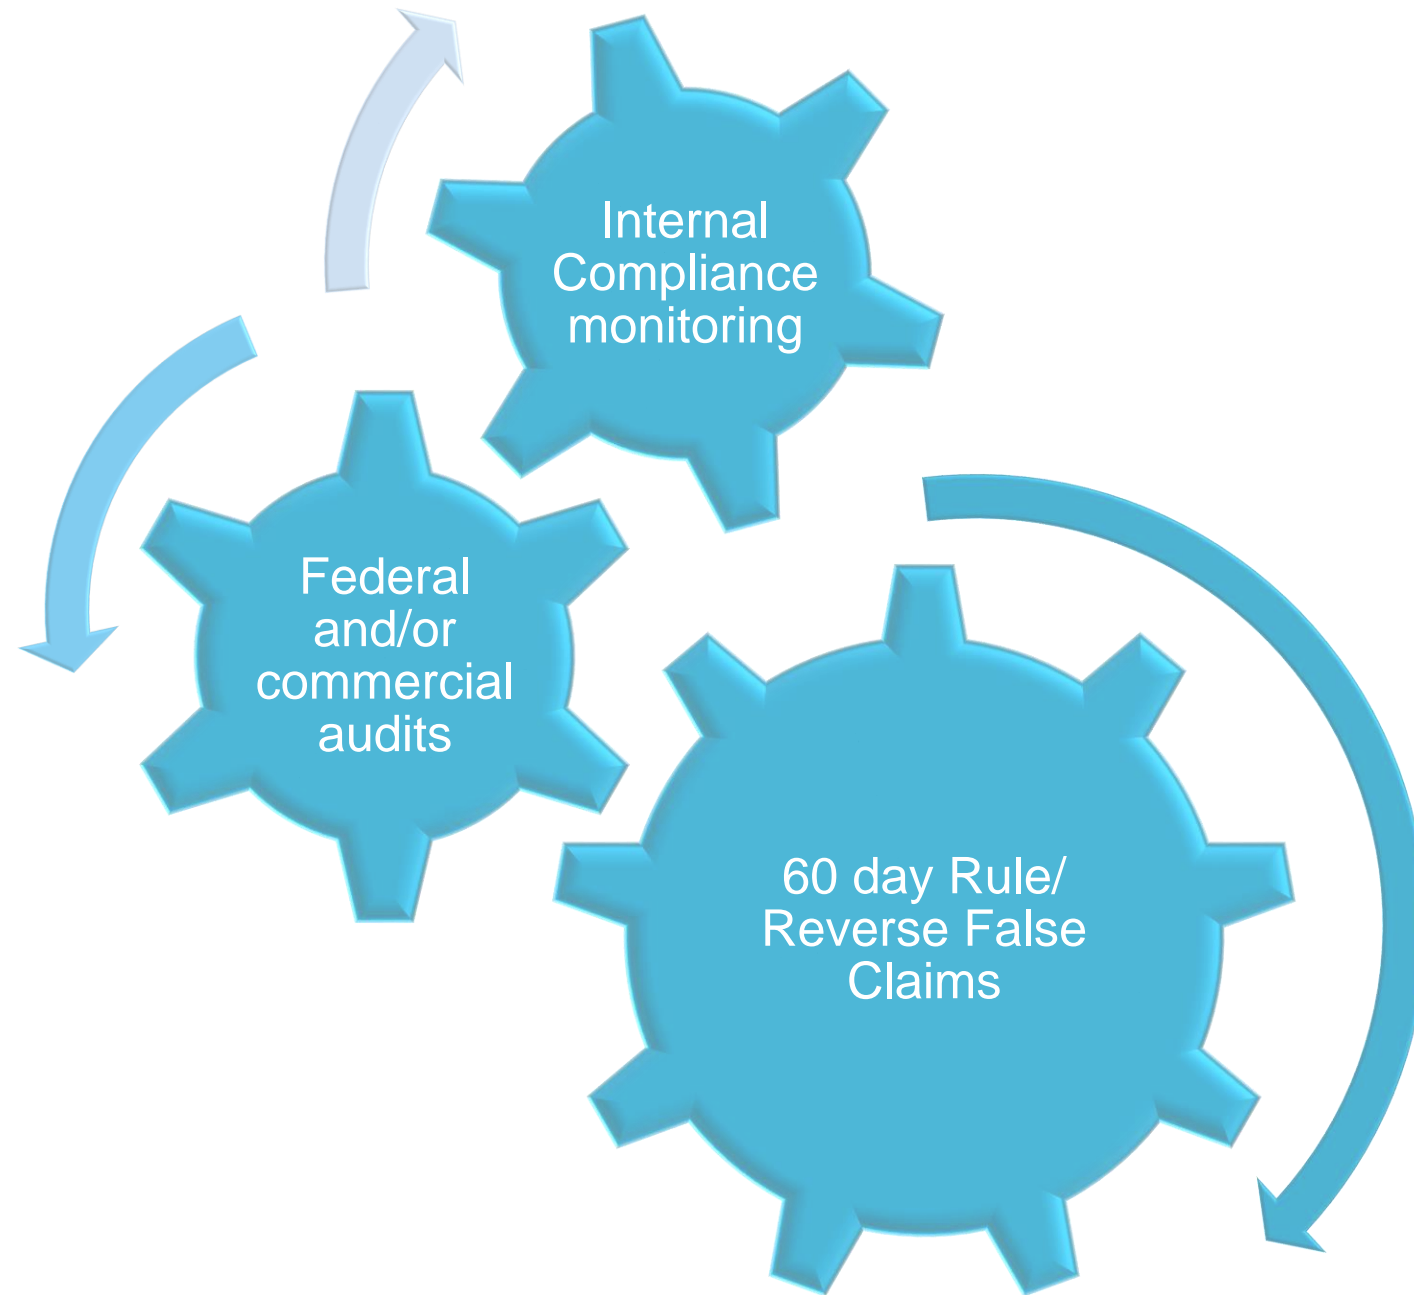 Internal
Compliance
monitoring
Federal
and/or
commercial
audits
60 day Rule/
Reverse False
Claims